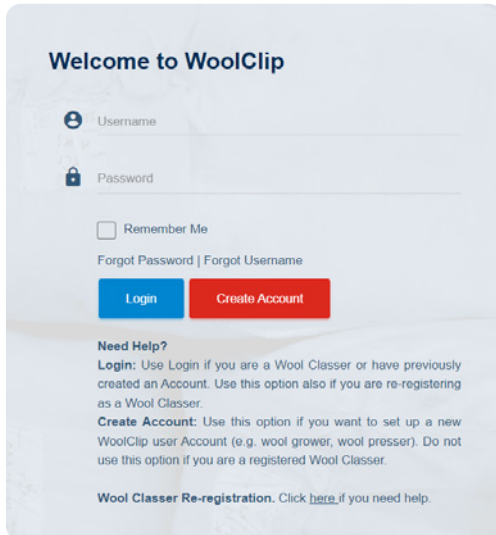 Welcome to WoolClip
Username
Password
Remember Me
Forgot Password | Forgot Username
Login Create Account
Need Help?
Login: Use Login if you are a Wool Classer or have previously
created an Account. Use this option also if you are re-registering
as a Wool Classer.
Create Account: Use this option if you want to set up a new
WoolClip user Account (e.g. wool grower, wool presser). Do not
use this option if you are a registered Wool Classer.
Wool Classer Re-registration. Click here if you need help.